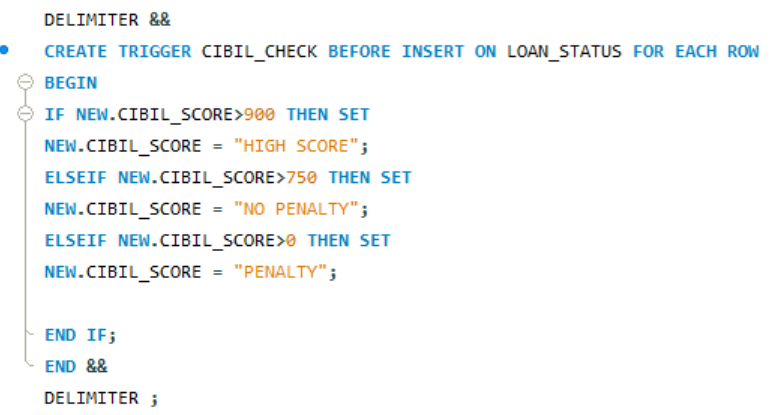 DELIMITER &&
CREATE TRIGGER CIBIL_CHECK BEFORE INSERT ON LOAN_STATUS FOR EACH ROW
BEGIN
IF NEW.CIBIL_SCORE>900 THEN SET
NEW.CIBIL_SCORE = "HIGH SCORE";
ELSEIF NEW.CIBIL_SCORE>750 THEN SET
NEW.CIBIL_SCORE = "NO PENALTY";
ELSEIF NEW.CIBIL_SCORE>0 THEN SET
NEW.CIBIL_SCORE = "PENALTY";
END IF;
END &&
DELIMITER ;